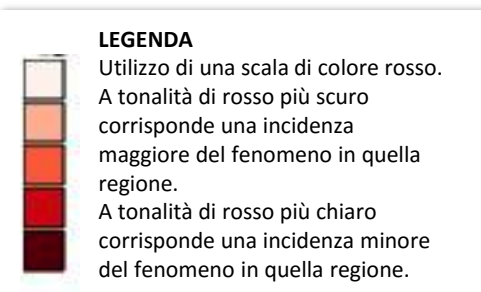 LEGENDA
Utilizzo di una scala di colore rosso.
A tonalità di rosso più scuro
corrisponde una incidenza
maggiore del fenomeno in quella
regione.
A tonalità di rosso più chiaro
corrisponde una incidenza minore
del fenomeno in quella regione.